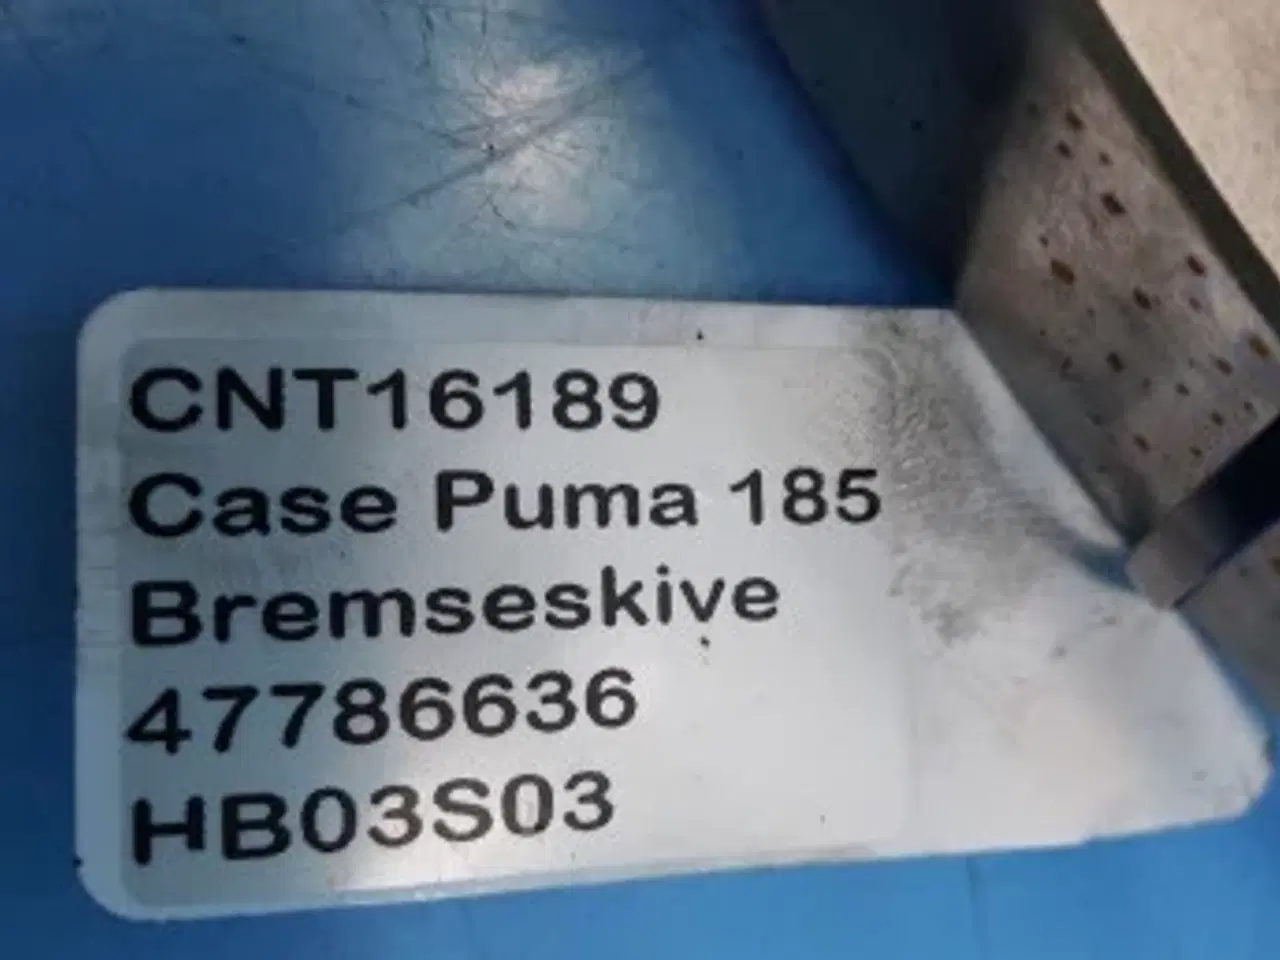 CNT16189
Case Puma 185
Bremseskive
47786636
HB03S03